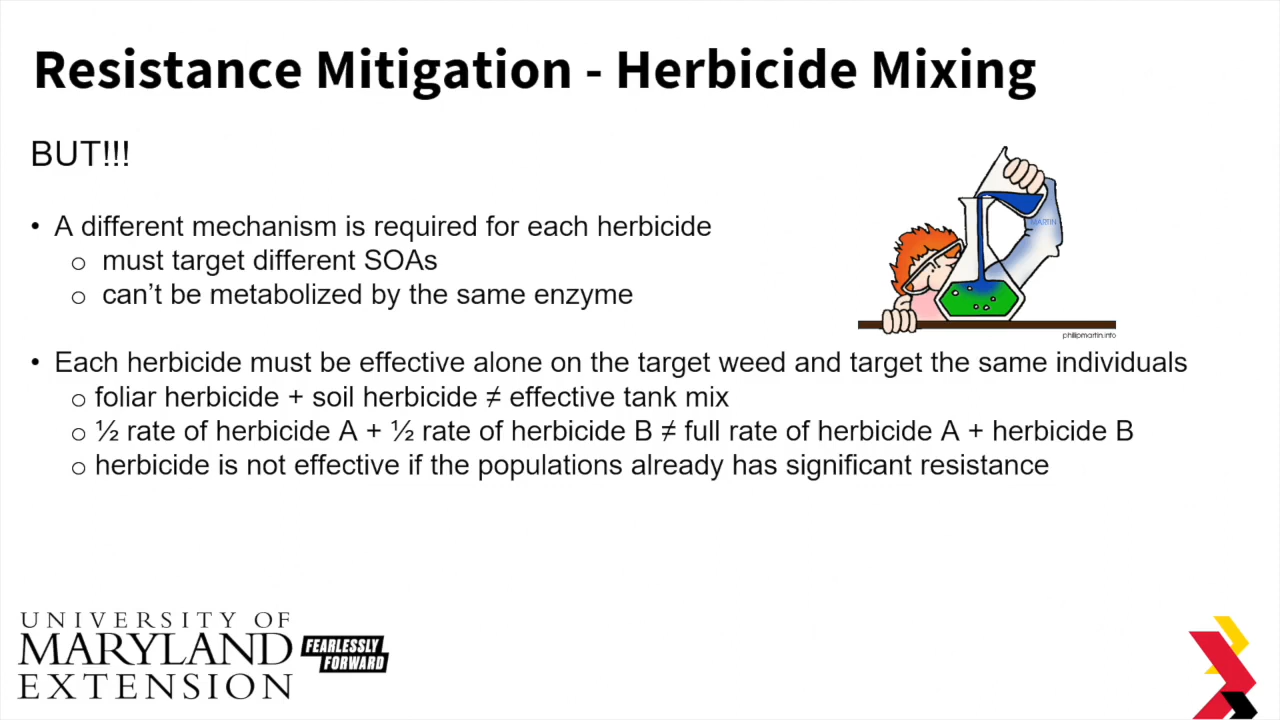 Resistance Mitigation - Herbicide Mixing
BUT!!!
• A different mechanism is required for each herbicide
o must target different SOAs
o can't be metabolized by the same enzyme
MARTIN
philipmartin.info
• Each herbicide must be effective alone on the target weed and target the same individuals
o foliar herbicide + soil herbicide ≠ effective tank mix
o ½ rate of herbicide A + ½ rate of herbicide B ≠ full rate of herbicide A + herbicide B
o herbicide is not effective if the populations already has significant resistance
UNIVERSITY OF
MARYLAND
EXTENSION
FEARLESSLY
FORWARD